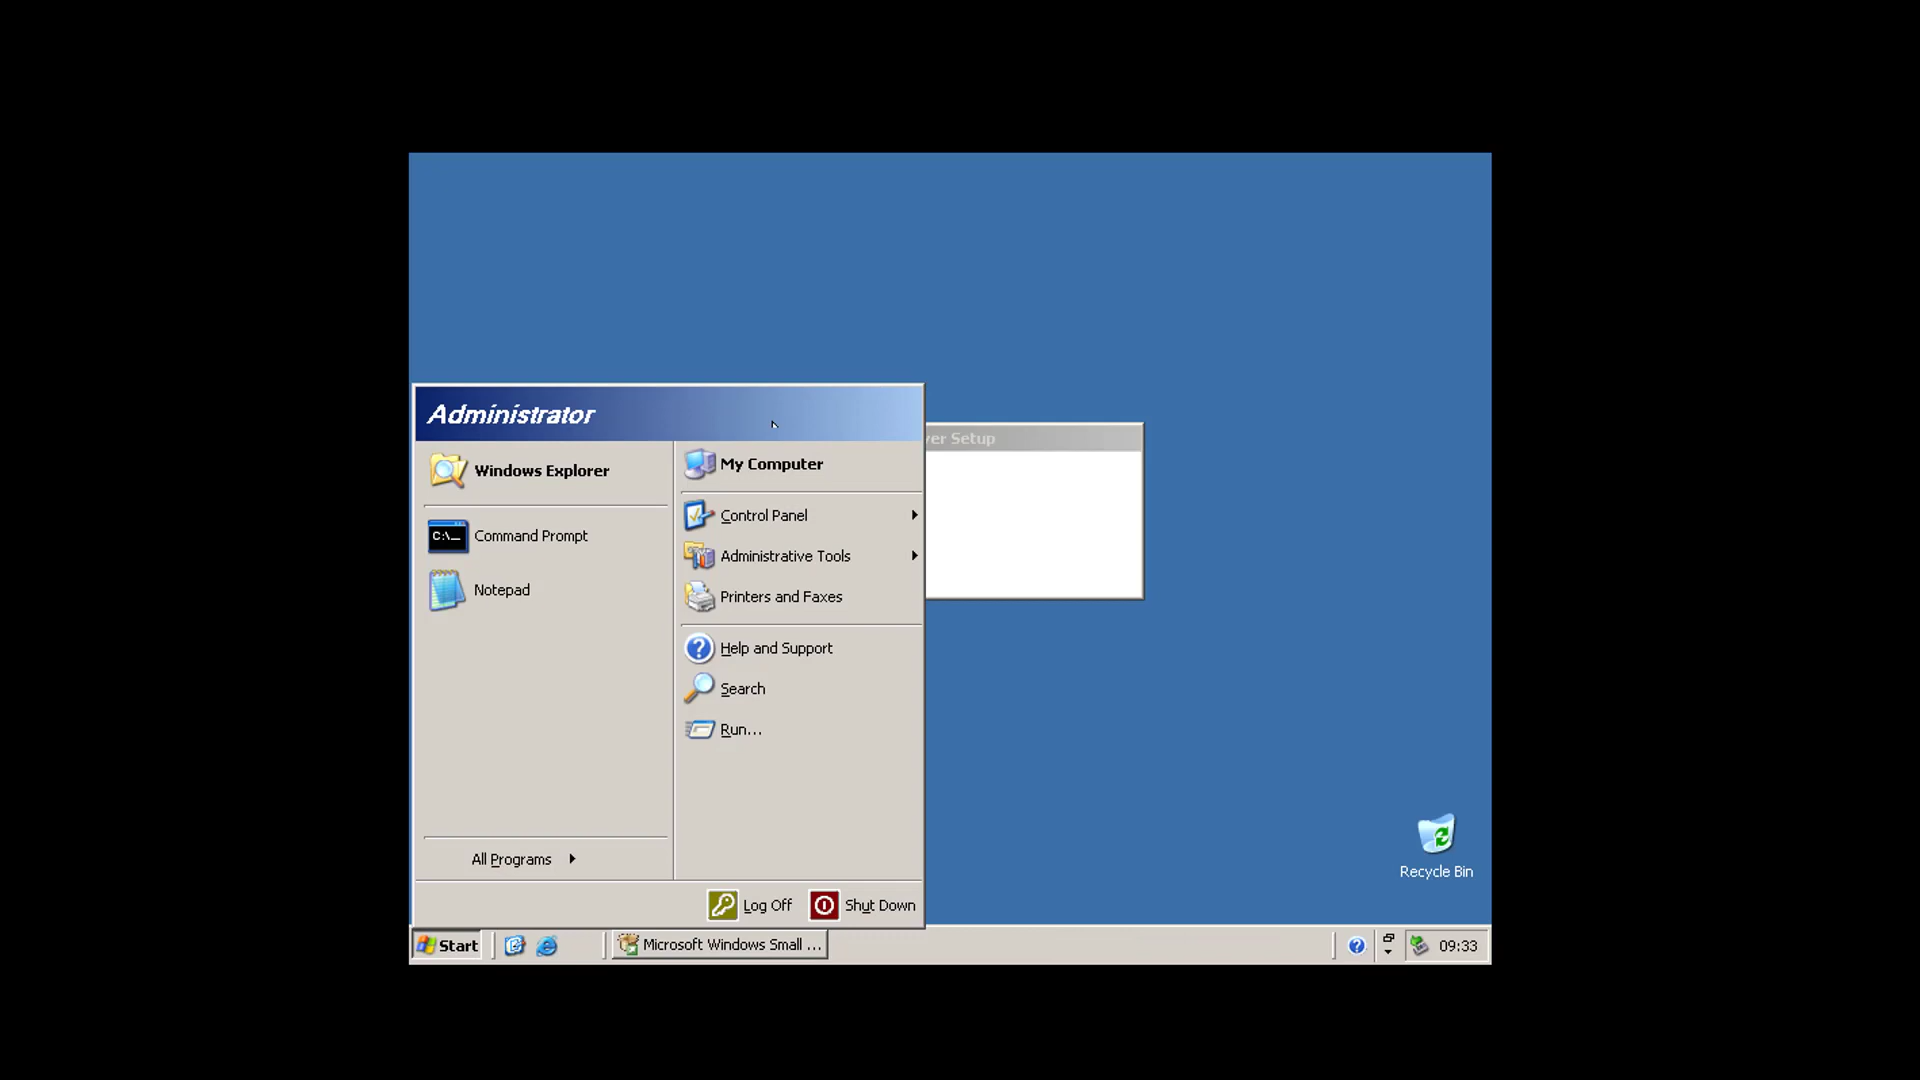 Administrator
Windows Explorer
Command Prompt
Notepad
All Programs
My Computer
Control Panel
Administrative Tools
Printers and Faxes
Help and Support
Search
Run...
Log Off
Shut Down
ver Setup
Recycle Bin
Start
Microsoft Windows Small ...
09:33